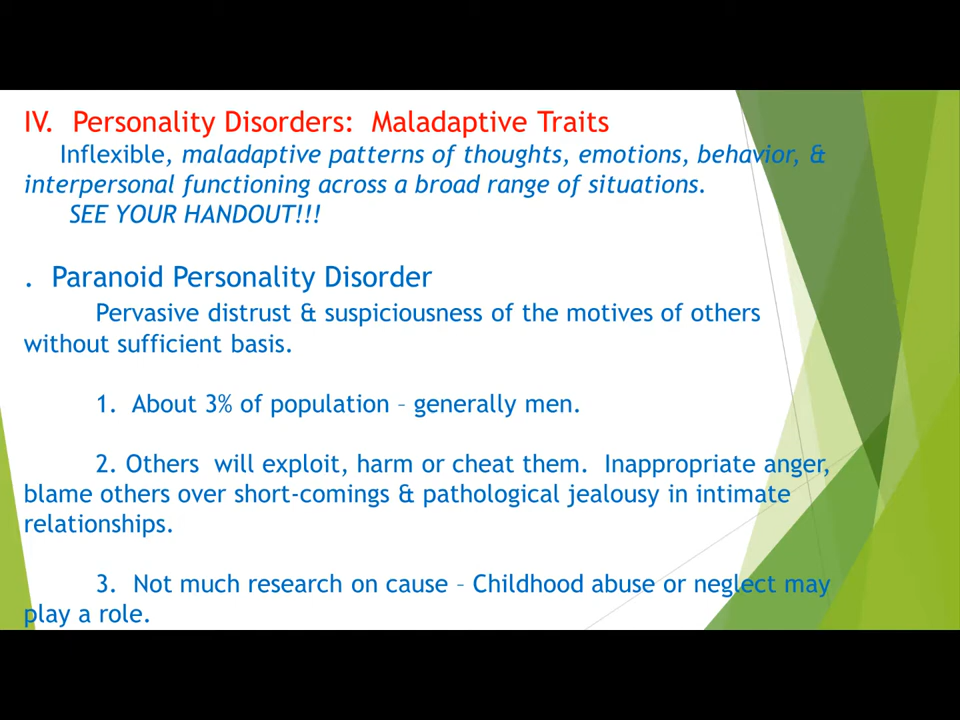 IV.  Personality Disorders:  Maladaptive Traits
Inflexible, maladaptive patterns of thoughts, emotions, behavior, &
interpersonal functioning across a broad range of situations.
SEE YOUR HANDOUT!!!
.  Paranoid Personality Disorder
Pervasive distrust & suspiciousness of the motives of others
without sufficient basis.
1.  About 3% of population – generally men.
2. Others  will exploit, harm or cheat them.  Inappropriate anger,
blame others over short-comings & pathological jealousy in intimate
relationships.
3.  Not much research on cause – Childhood abuse or neglect may
play a role.